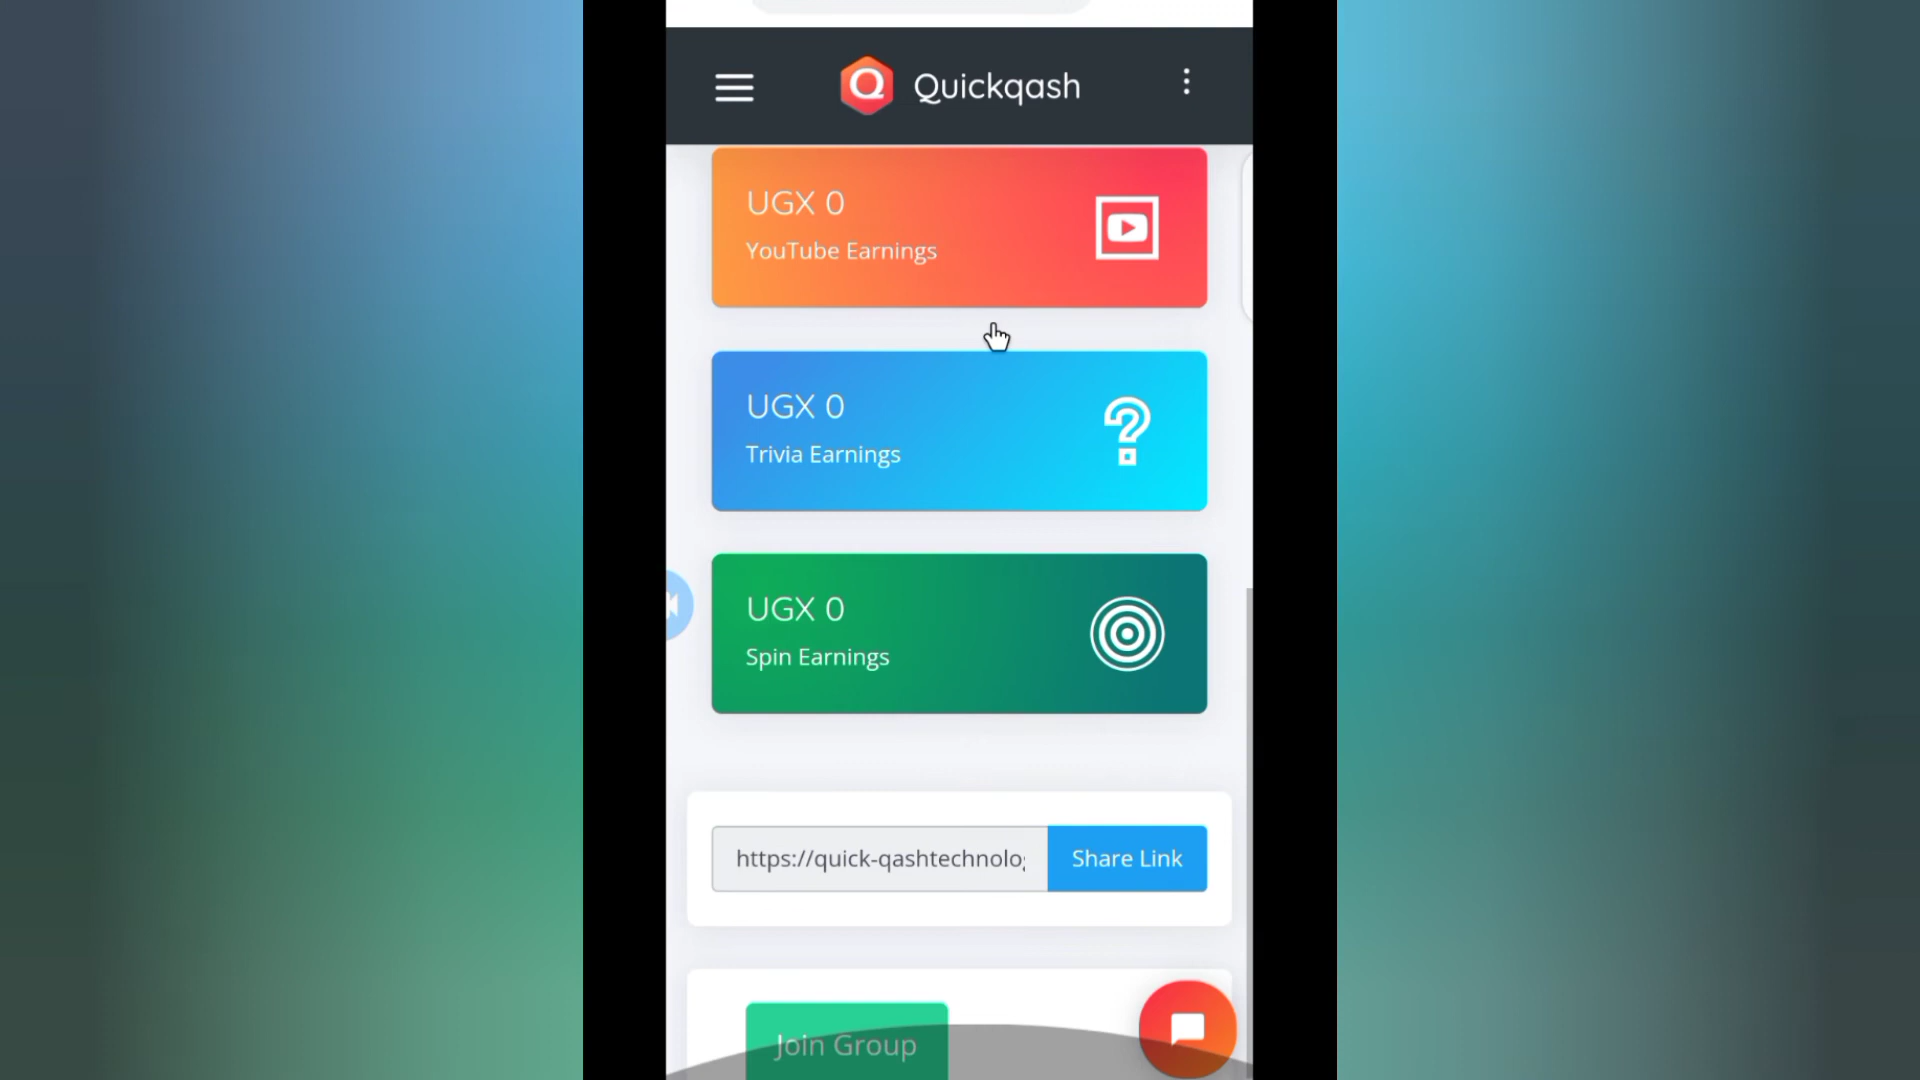 Quickqash
UGX 0
YouTube Earnings
UGX 0
Trivia Earnings
UGX 0
Spin Earnings
https://quick-qashtechnolo
Share Link
Join Group